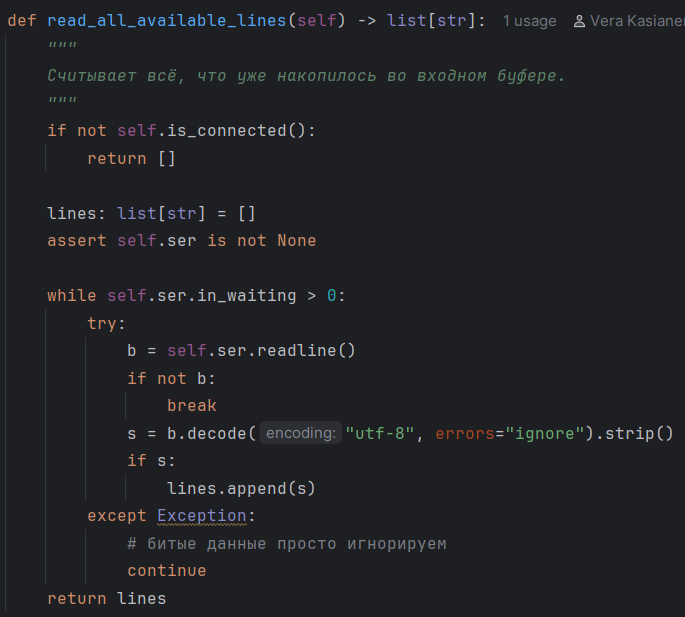 def read_all_available_lines(self) -> list[str]: 1 usage Vera Kasianen
"""
Считывает всё, что уже накопилось во входном буфере.
"""
if not self.is_connected():
return []
lines: list[str] = []
assert self.ser is not None
while self.ser.in_waiting > 0:
try:
b = self.ser.readline()
if not b:
break
s = b.decode( encoding: "utf-8", errors="ignore").strip()
if s:
lines.append(s)
except Exception:
# битые данные просто игнорируем
continue
return lines